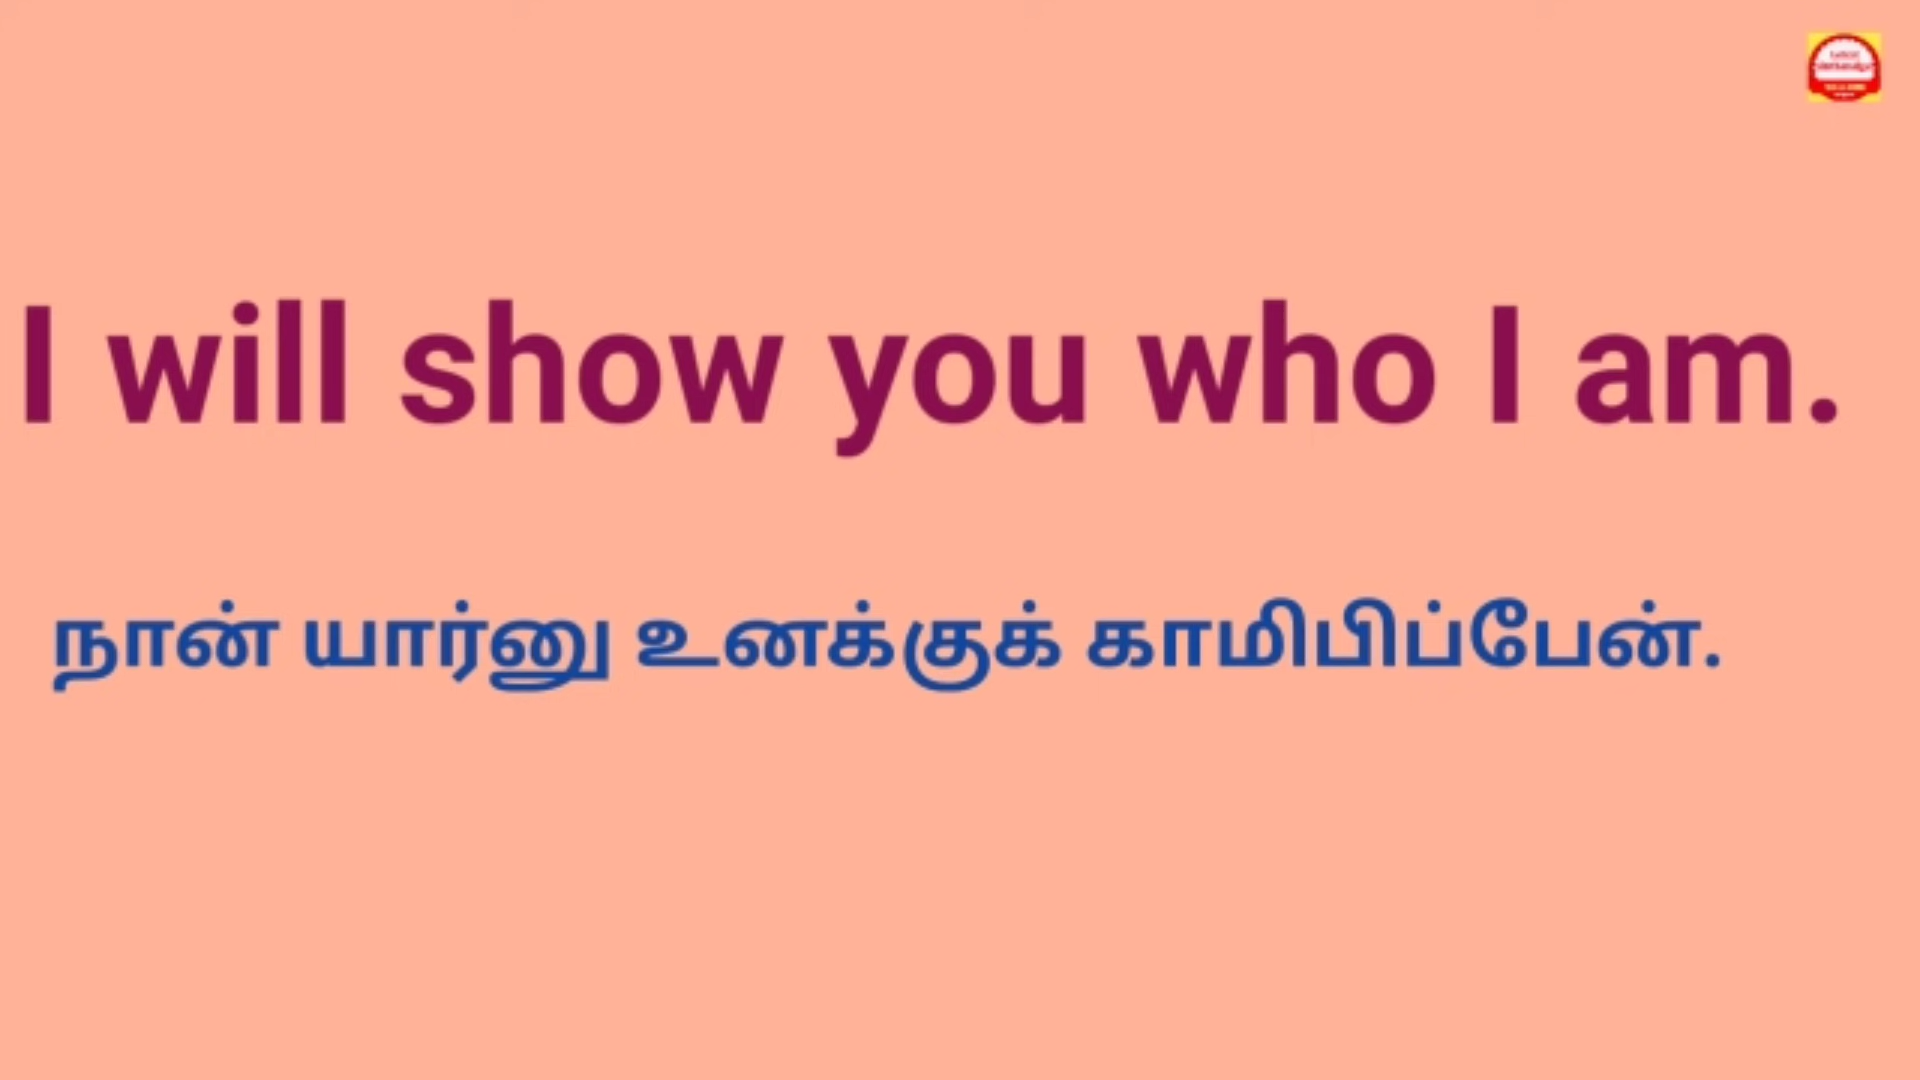 I will show you who I am.
நான் யார்னு உனக்குக் காமிபிப்பேன்.